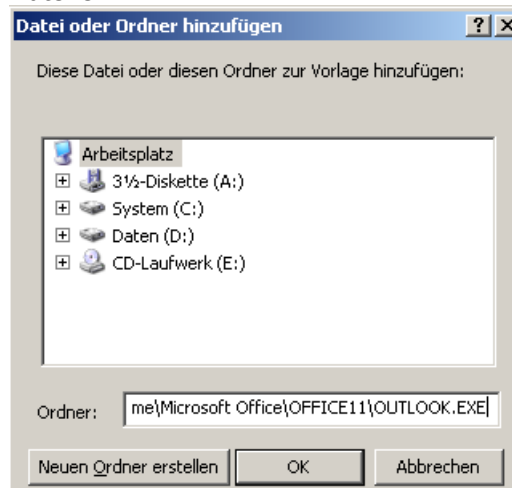 Datei oder Ordner hinzufügen
Diese Datei oder diesen Ordner zur Vorlage hinzufügen:
Arbeitsplatz
3½-Diskette (A:)
System (C:)
Daten (D:)
CD-Laufwerk (E:)
Ordner: me\Microsoft Office\OFFICE11\OUTLOOK.EXE
Neuen Ordner erstellen OK Abbrechen